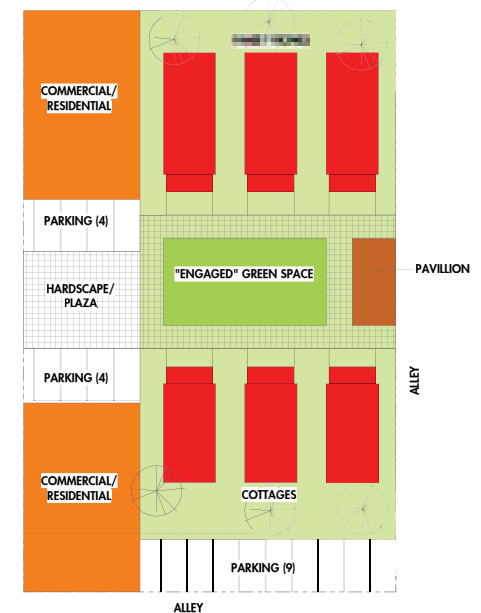 COMMERCIAL/
RESIDENTIAL
PARKING (4)
"ENGAGED" GREEN SPACE
PAVILLION
HARDSCAPE/
PLAZA
PARKING (4)
ALLEY
COMMERCIAL/
RESIDENTIAL
COTTAGES
PARKING (9)
ALLEY